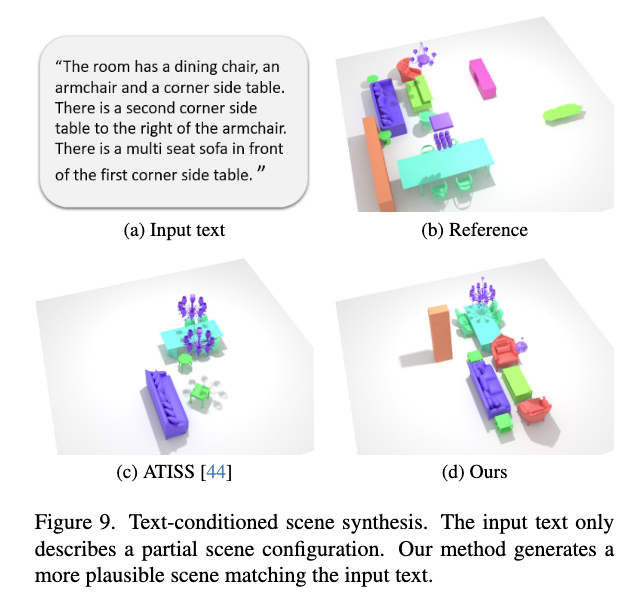 “The room has a dining chair, an
armchair and a corner side table.
There is a second corner side
table to the right of the armchair.
There is a multi seat sofa in front
of the first corner side table. ”
(a) Input text
(b) Reference
(c) ATISS [44]
(d) Ours
Figure 9. Text-conditioned scene synthesis. The input text only
describes a partial scene configuration. Our method generates a
more plausible scene matching the input text.